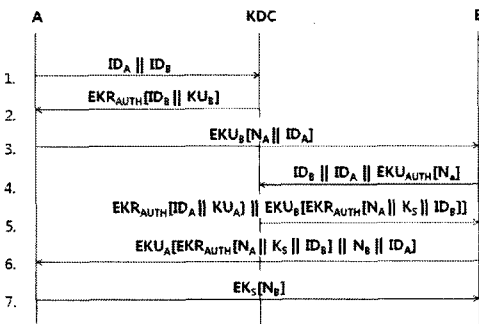 A KDC B
1. ID_A || ID_B
2. EKR_AUTH[ID_B || KU_B]
3. EKU_B[N_A || ID_A]
4. ID_B || ID_A || EKU_AUTH[N_a]
5. EKR_AUTH[ID_A || KU_A] || EKU_B[EKR_AUTH[N_A || K_S || ID_B]]
6. EKU_A[EKR_AUTH[N_A || K_S || ID_B] || N_B || ID_A]
7. EK_S[N_B]